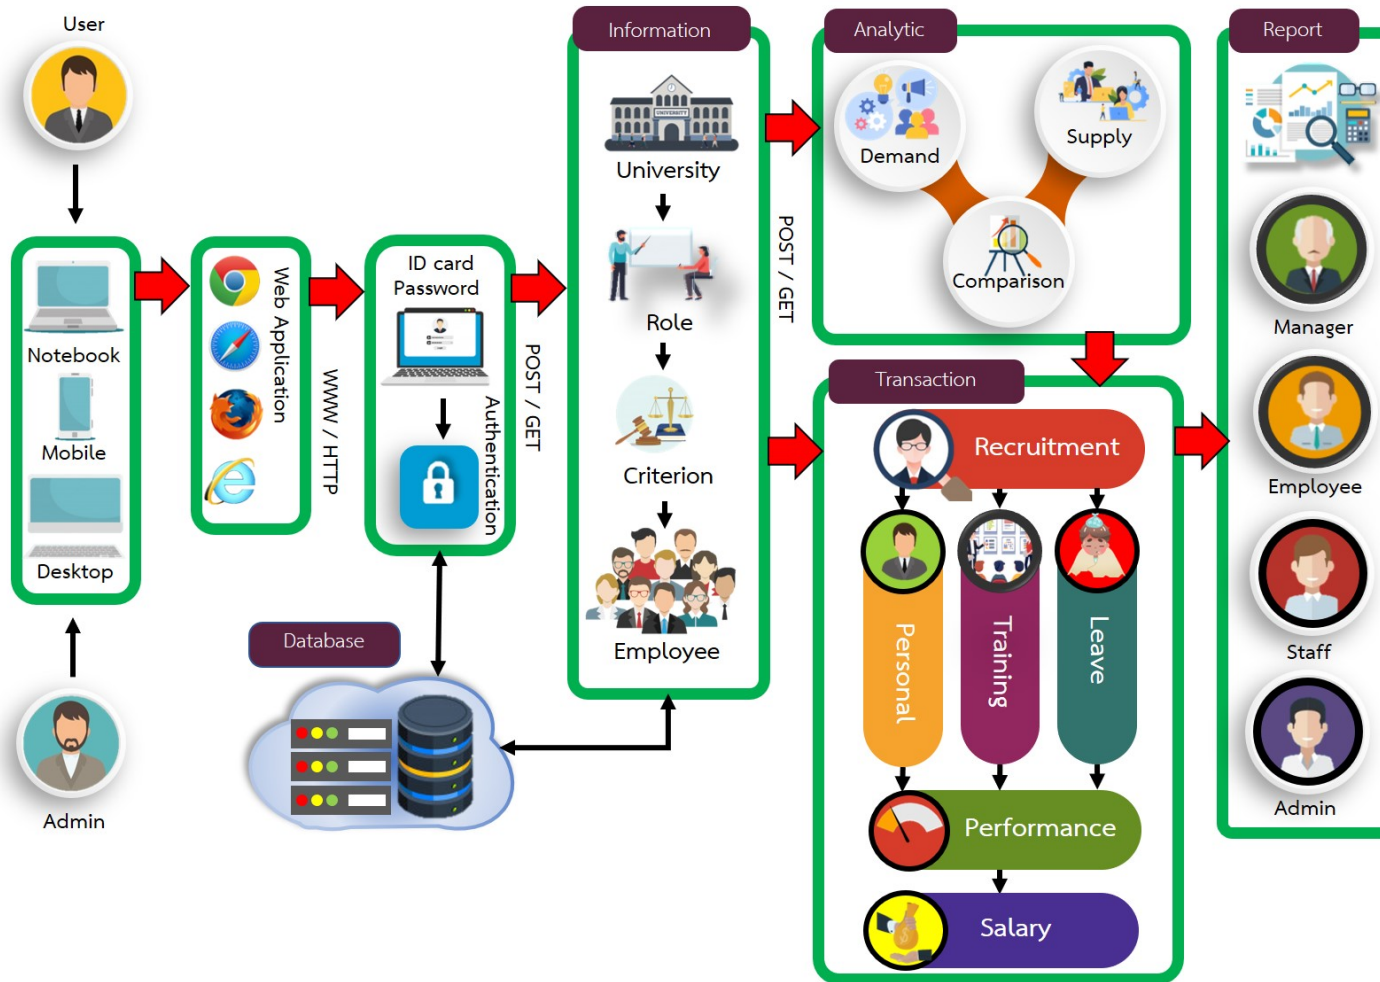 User
Notebook
Mobile
Desktop
Admin
Web Application
WWW / HTTP
ID card
Password
Authentication
POST / GET
Database
Information
UNIVERSITY
University
Role
Criterion
Employee
POST / GET
Analytic
Demand
Supply
Comparison
Transaction
Recruitment
Personal
Training
Leave
Performance
Salary
Report
Manager
Employee
Staff
Admin